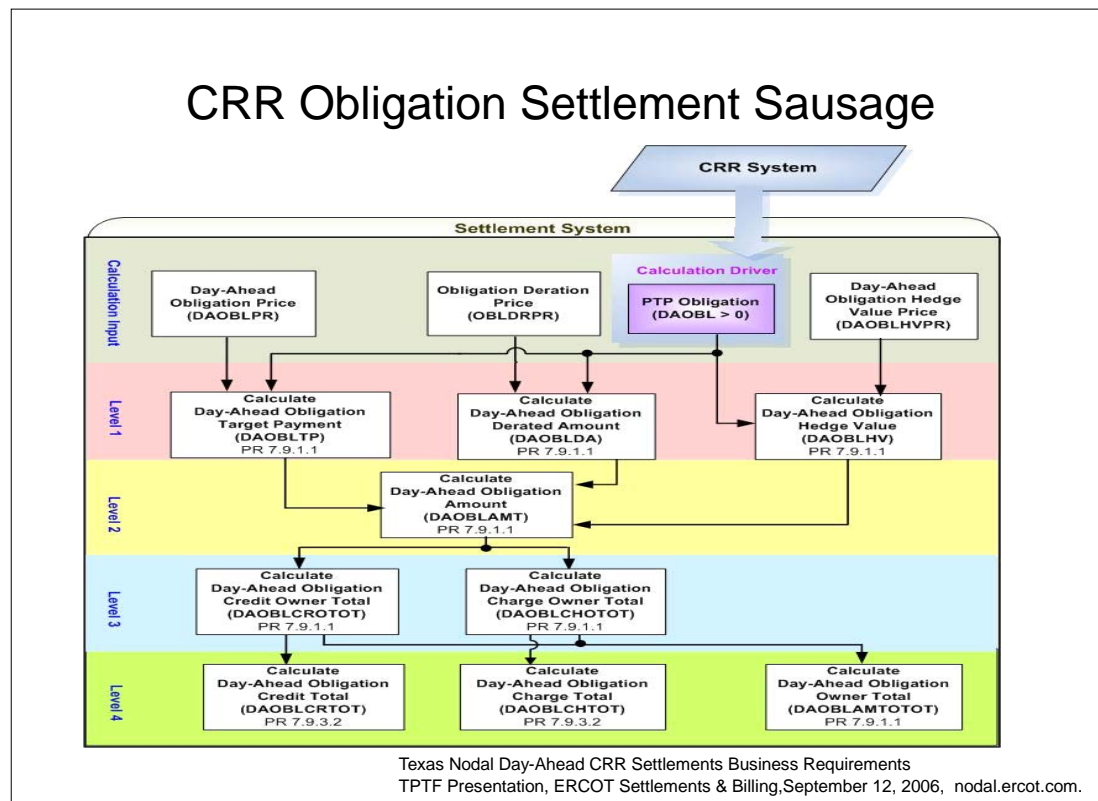 CRR Obligation Settlement Sausage
CRR System
Settlement System
Calculation Input
Day-Ahead
Obligation Price
(DAOBLPR)
Obligation Deration
Price
(OBLDRPR)
Calculation Driver
PTP Obligation
(DAOBL > 0)
Day-Ahead
Obligation Hedge
Value Price
(DAOBLHVPR)
Level 1
Calculate
Day-Ahead Obligation
Target Payment
(DAOBLTP)
PR 7.9.1.1
Calculate
Day-Ahead Obligation
Derated Amount
(DAOBLDA)
PR 7.9.1.1
Calculate
Day-Ahead Obligation
Hedge Value
(DAOBLHV)
PR 7.9.1.1
Level 2
Calculate
Day-Ahead Obligation
Amount
(DAOBLAMT)
PR 7.9.1.1
Level 3
Calculate
Day-Ahead Obligation
Credit Owner Total
(DAOBLCROTOT)
PR 7.9.1.1
Calculate
Day-Ahead Obligation
Charge Owner Total
(DAOBLCHOTOT)
PR 7.9.1.1
Level 4
Calculate
Day-Ahead Obligation
Credit Total
(DAOBLCRTOT)
PR 7.9.3.2
Calculate
Day-Ahead Obligation
Charge Total
(DAOBLCHTOT)
PR 7.9.3.2
Calculate
Day-Ahead Obligation
Owner Total
(DAOBLAMTOTOT)
PR 7.9.1.1
Texas Nodal Day-Ahead CRR Settlements Business Requirements
TPTF Presentation, ERCOT Settlements & Billing,September 12, 2006, nodal.ercot.com.